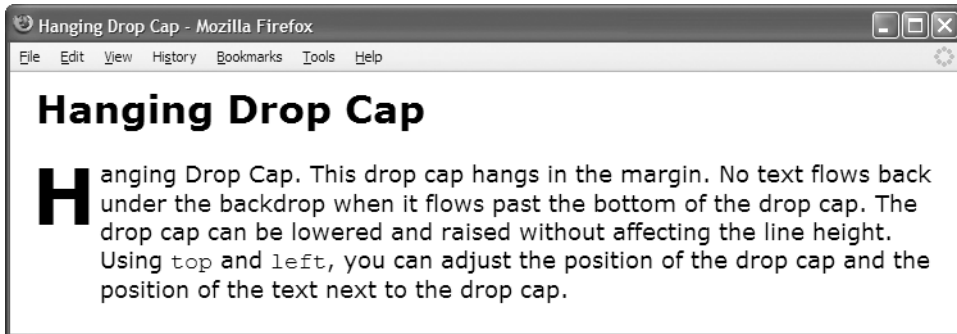 Hanging Drop Cap - Mozilla Firefox
File Edit View History Bookmarks Tools Help
Hanging Drop Cap
Hanging Drop Cap. This drop cap hangs in the margin. No text flows back
under the backdrop when it flows past the bottom of the drop cap. The
drop cap can be lowered and raised without affecting the line height.
Using top and left, you can adjust the position of the drop cap and the
position of the text next to the drop cap.